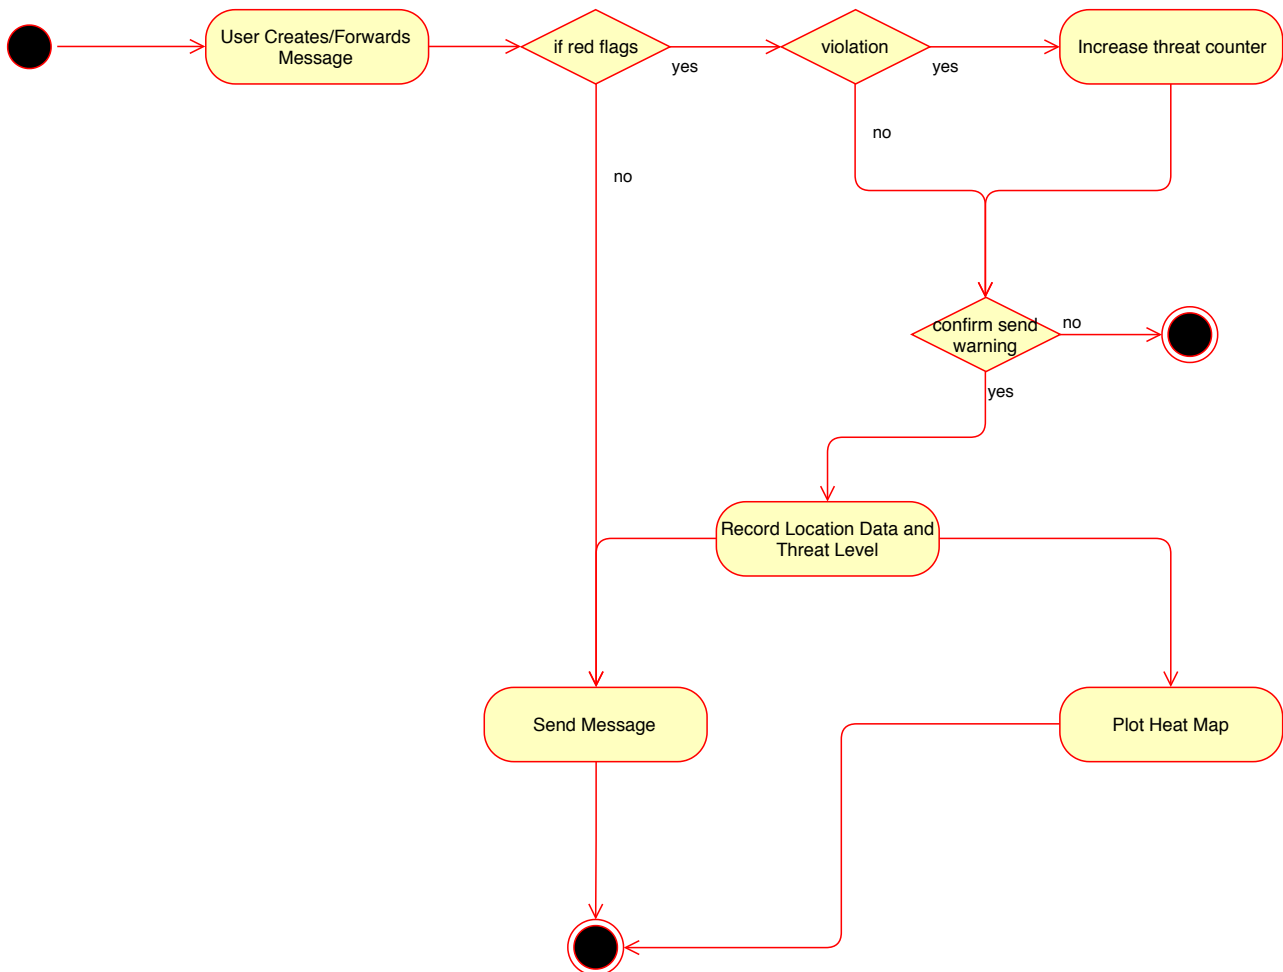 User Creates/Forwards
Message
if red flags
yes
violation
yes
Increase threat counter
no
no
confirm send
warning
no
yes
Record Location Data and
Threat Level
Send Message
Plot Heat Map